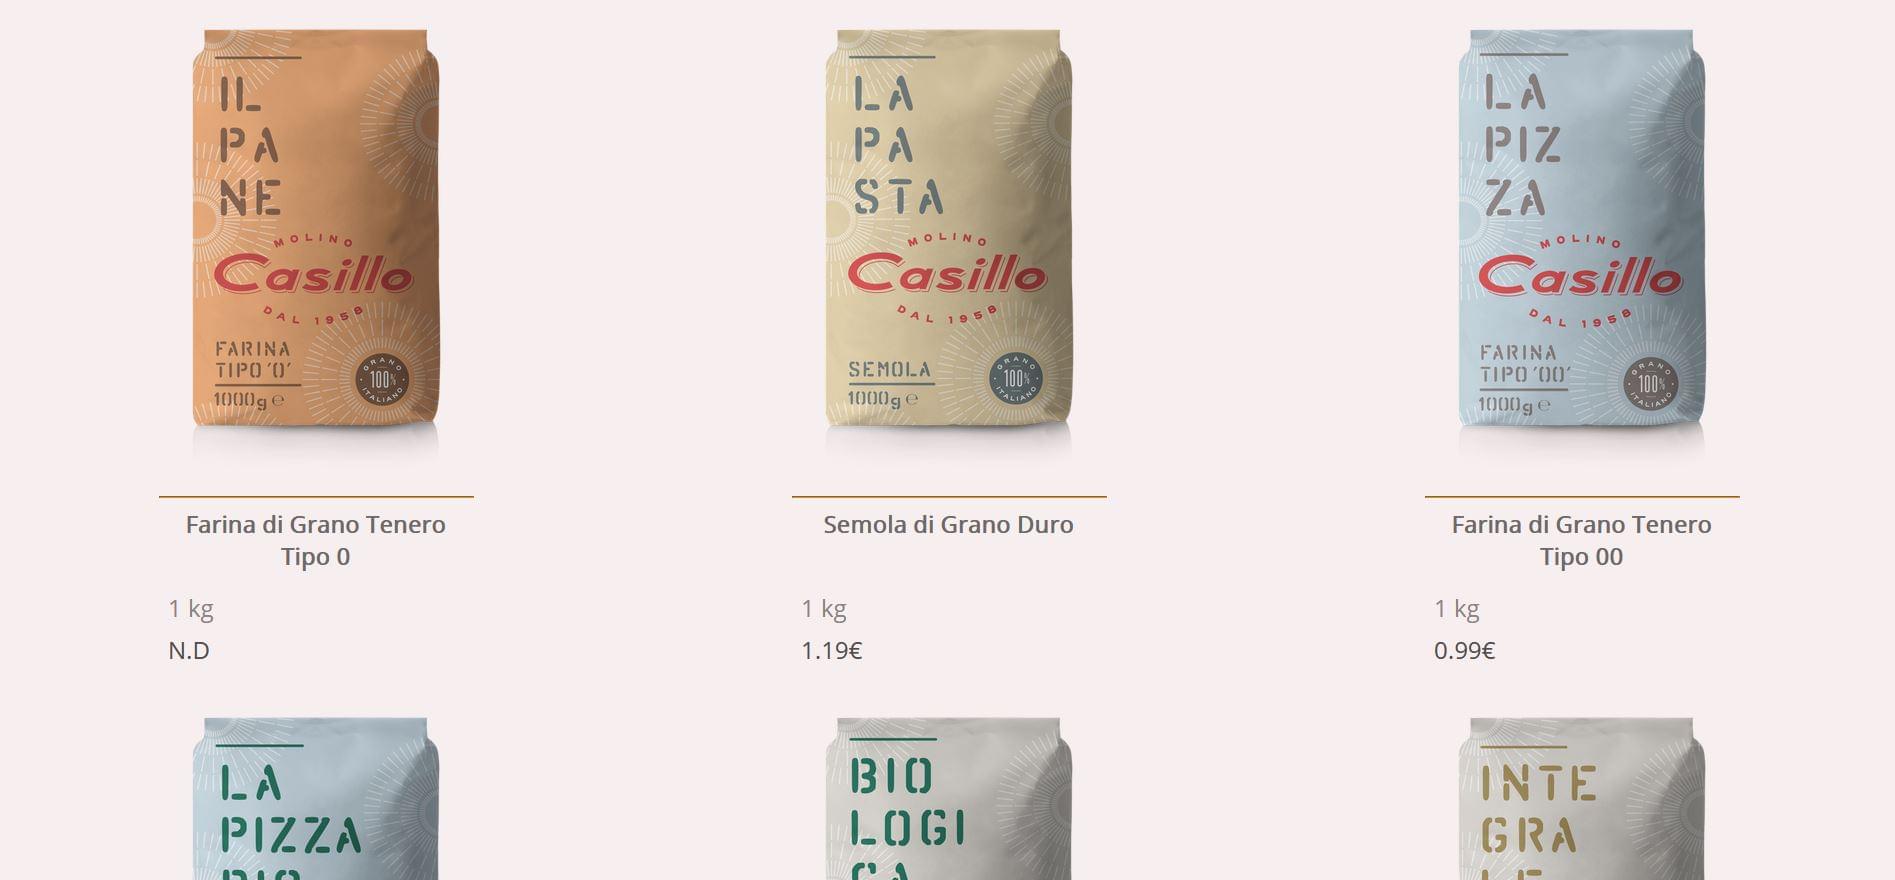 IL
PA
NE
MOLINO
Casillo
DAL 1958
FARINA
TIPO '0'
1000g ℮
GRANO
100%
ITALIANO
LA
PA
STA
MOLINO
Casillo
DAL 1958
SEMOLA
1000g ℮
GRANO
100%
ITALIANO
LA
PIZ
ZA
MOLINO
Casillo
DAL 1958
FARINA
TIPO '00'
1000g ℮
GRANO
100%
ITALIANO
Farina di Grano Tenero
Tipo 0
1 kg
N.D
Semola di Grano Duro
1 kg
1.19€
Farina di Grano Tenero
Tipo 00
1 kg
0.99€
LA
PIZZA
BIO
BIO
LOGI
CA
INTE
GRA
LE